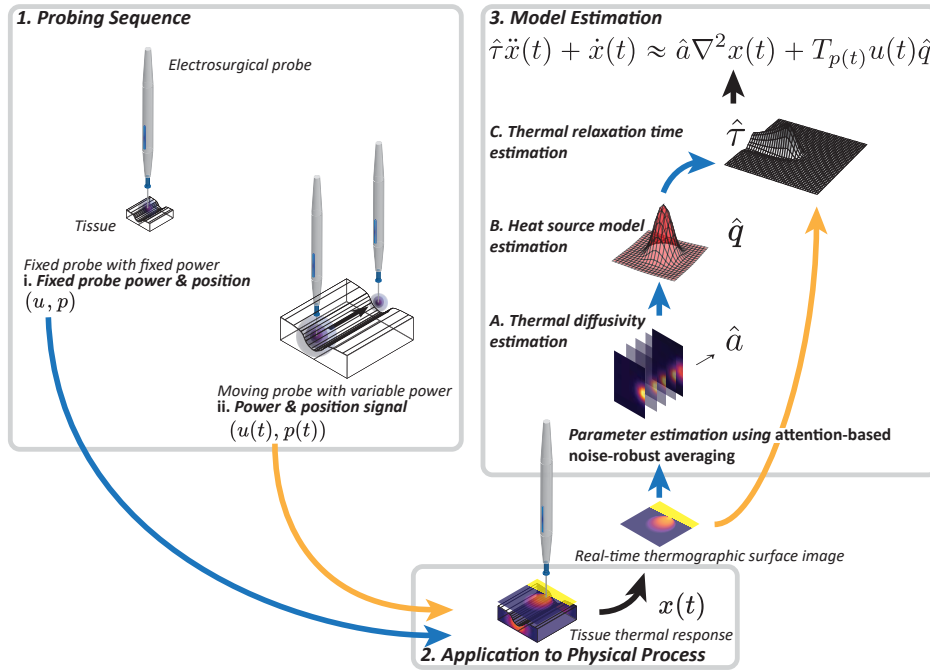 1. Probing Sequence
Electrosurgical probe
Tissue
Fixed probe with fixed power
i. Fixed probe power & position
(u, p)
Moving probe with variable power
ii. Power & position signal
(u(t), p(t))
3. Model Estimation
τ̂ẍ(t) + ẋ(t) ≈ â∇²x(t) + T_{p(t)}u(t)q̂
C. Thermal relaxation time
estimation
τ̂
B. Heat source model
estimation
q̂
A. Thermal diffusivity
estimation
â
Parameter estimation using attention-based
noise-robust averaging
Real-time thermographic surface image
x(t)
Tissue thermal response
2. Application to Physical Process